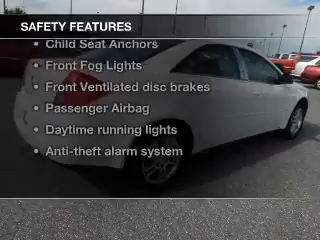 SAFETY FEATURES
• Child Seat Anchors
• Front Fog Lights
• Front Ventilated disc brakes
• Passenger Airbag
• Daytime running lights
• Anti-theft alarm system